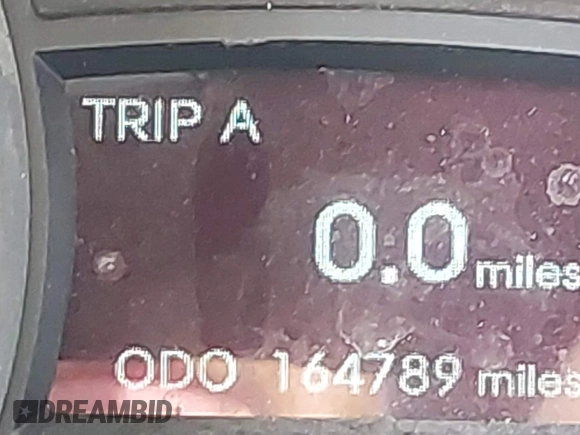 TRIP A
0.0 miles
ODO 164789 miles
DREAMBID